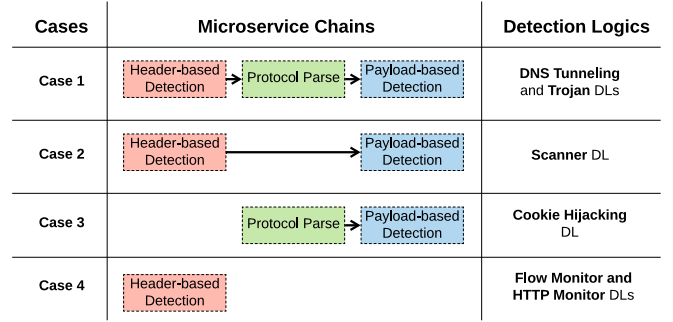 Cases Microservice Chains Detection Logics
Case 1
Header-based
Detection
Protocol Parse
Payload-based
Detection
DNS Tunneling
and Trojan DLs
Case 2
Header-based
Detection
Payload-based
Detection
Scanner DL
Case 3
Protocol Parse
Payload-based
Detection
Cookie Hijacking
DL
Case 4
Header-based
Detection
Flow Monitor and
HTTP Monitor DLs